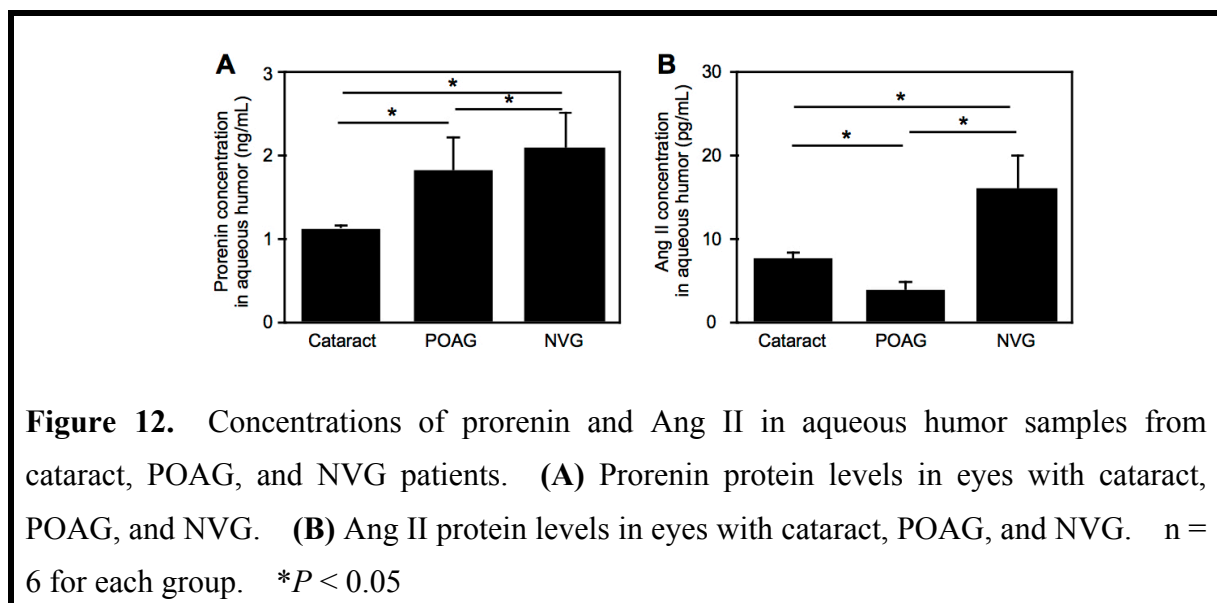 A
B
Prorenin concentration
in aqueous humor (ng/mL)
3
2
1
0
*
*
*
Cataract POAG NVG
Ang II concentration
in aqueous humor (pg/mL)
30
20
10
0
*
*
*
Cataract POAG NVG
Figure 12. Concentrations of prorenin and Ang II in aqueous humor samples from
cataract, POAG, and NVG patients. (A) Prorenin protein levels in eyes with cataract,
POAG, and NVG. (B) Ang II protein levels in eyes with cataract, POAG, and NVG. n =
6 for each group. *P < 0.05